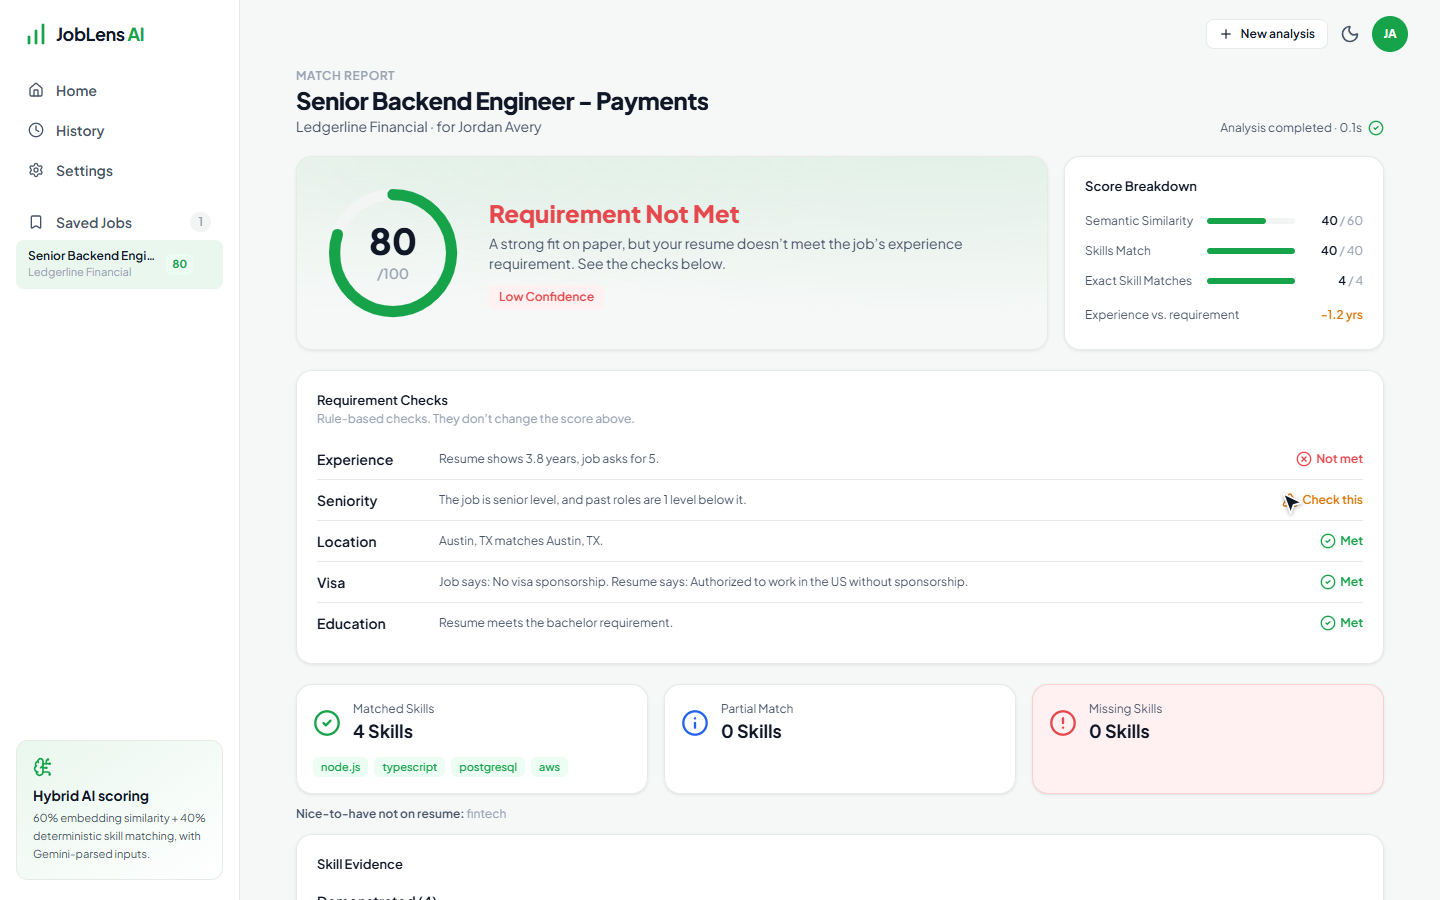 JobLens AI
Home
History
Settings
Saved Jobs 1
Senior Backend Engi...
Ledgerline Financial
80
Hybrid AI scoring
60% embedding similarity + 40%
deterministic skill matching, with
Gemini-parsed inputs.
New analysis
JA
MATCH REPORT
Senior Backend Engineer – Payments
Ledgerline Financial · for Jordan Avery
Analysis completed · 0.1s
80
/100
Requirement Not Met
A strong fit on paper, but your resume doesn't meet the job's experience
requirement. See the checks below.
Low Confidence
Score Breakdown
Semantic Similarity 40 / 60
Skills Match 40 / 40
Exact Skill Matches 4 / 4
Experience vs. requirement -1.2 yrs
Requirement Checks
Rule-based checks. They don't change the score above.
Experience Resume shows 3.8 years, job asks for 5. Not met
Seniority The job is senior level, and past roles are 1 level below it. Check this
Location Austin, TX matches Austin, TX. Met
Visa Job says: No visa sponsorship. Resume says: Authorized to work in the US without sponsorship. Met
Education Resume meets the bachelor requirement. Met
Matched Skills
4 Skills
node.js typescript postgresql aws
Partial Match
0 Skills
Missing Skills
0 Skills
Nice-to-have not on resume: fintech
Skill Evidence
Demonstrated (4)